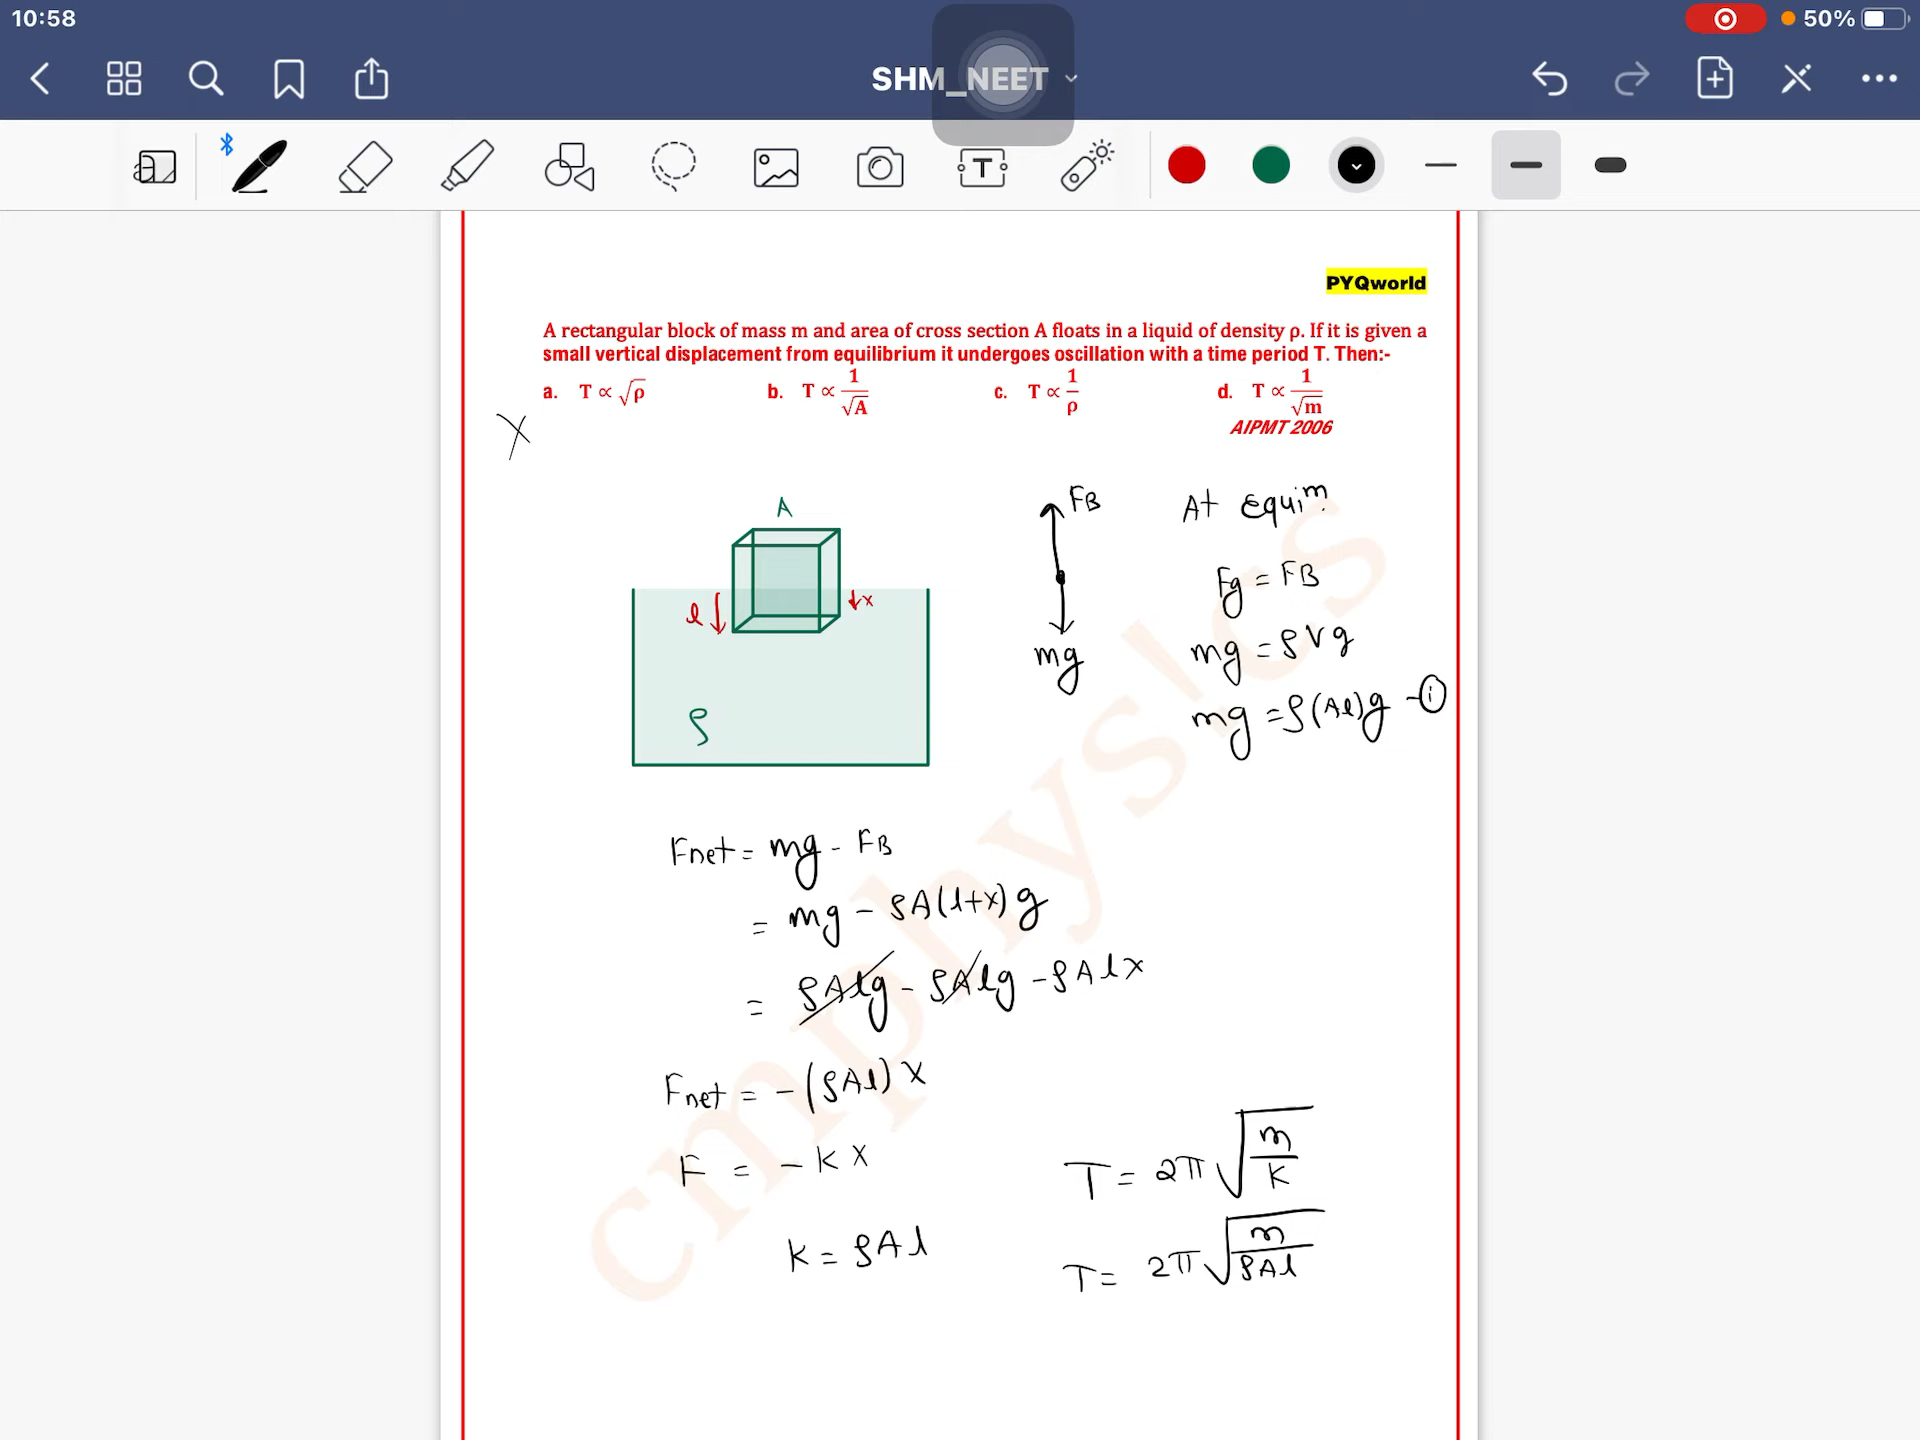 10:58
50%
SHM_NEET
T
PYQworld
A rectangular block of mass m and area of cross section A floats in a liquid of density ρ. If it is given a
small vertical displacement from equilibrium it undergoes oscillation with a time period T. Then:-
a. T ∝ √ρ b. T ∝ 1/√A c. T ∝ 1/ρ d. T ∝ 1/√m
AIPMT 2006
X
A
l ↓
↓x
ρ
FB
mg
At equim
Fg = FB
mg = ρVg
mg = ρ(Al)g -①
Fnet = mg - FB
= mg - ρA(l+x)g
= ρAlg - ρAlg - ρAlx
Fnet = -(ρAl)x
F = -Kx
K = ρAl
T = 2π√(m/K)
T = 2π√(m/ρAl)
cmphysics